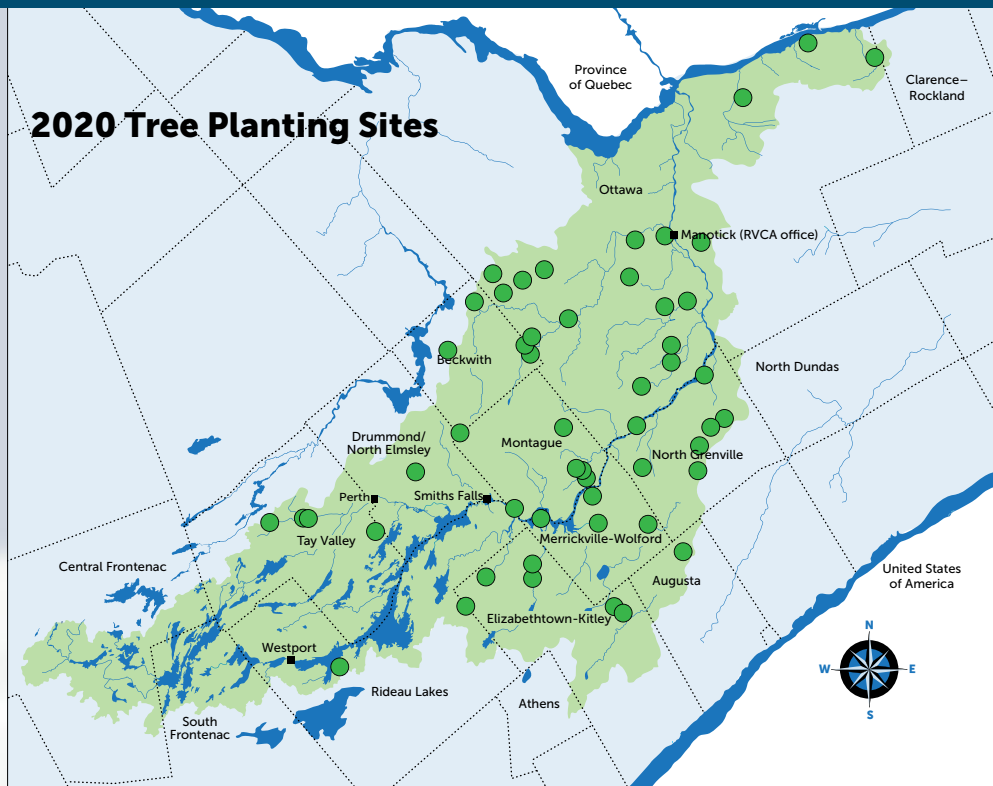 2020 Tree Planting Sites
Province
of Quebec
Clarence–
Rockland
Ottawa
Manotick (RVCA office)
Beckwith
North Dundas
Drummond/
North Elmsley
Montague
North Grenville
Perth
Smiths Falls
Tay Valley
Merrickville-Wolford
Central Frontenac
Augusta
United States
of America
Elizabethtown-Kitley
Westport
Rideau Lakes
Athens
South
Frontenac
N
W
E
S